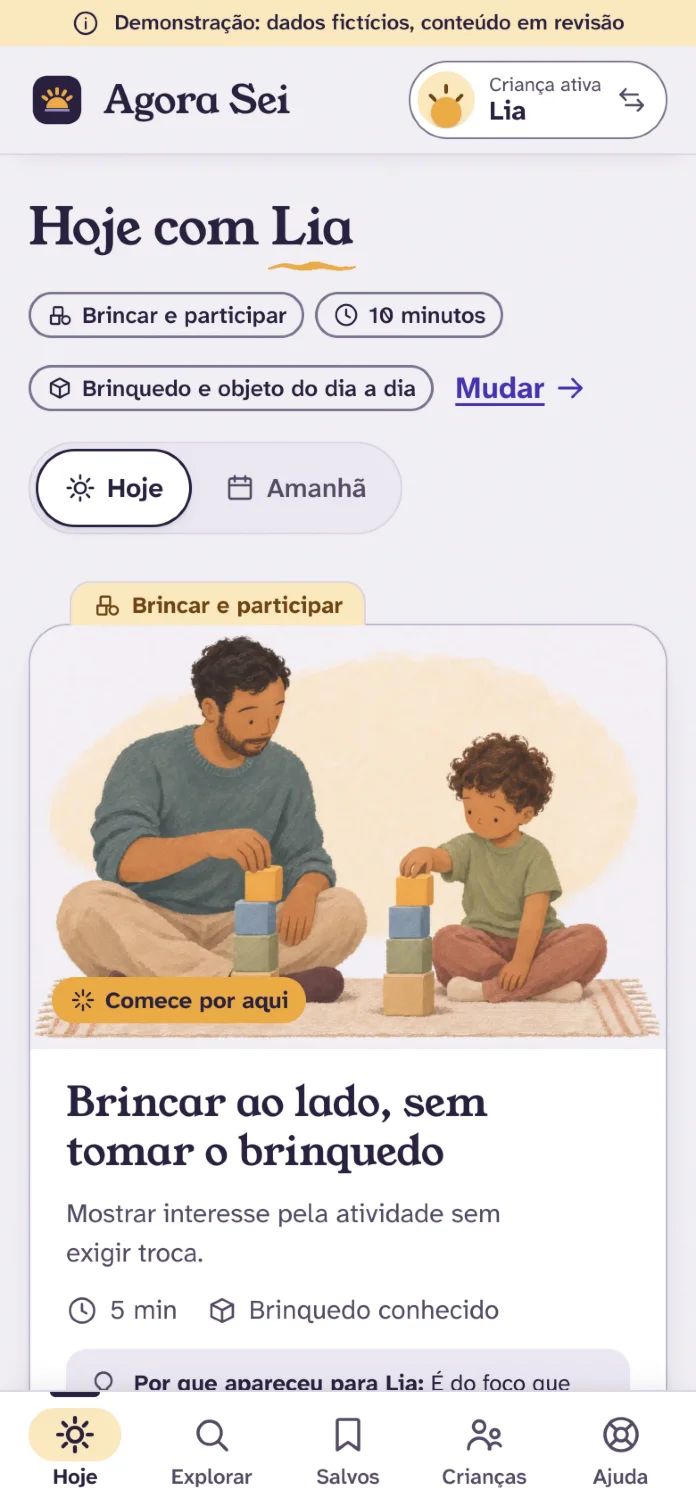 Demonstração: dados fictícios, conteúdo em revisão
Agora Sei
Criança ativa
Lia
Hoje com Lia
Brincar e participar
10 minutos
Brinquedo e objeto do dia a dia
Mudar
Hoje
Amanhã
Brincar e participar
Comece por aqui
Brincar ao lado, sem
tomar o brinquedo
Mostrar interesse pela atividade sem
exigir troca.
5 min
Brinquedo conhecido
Por que apareceu para Lia: É do foco que
Hoje
Explorar
Salvos
Crianças
Ajuda